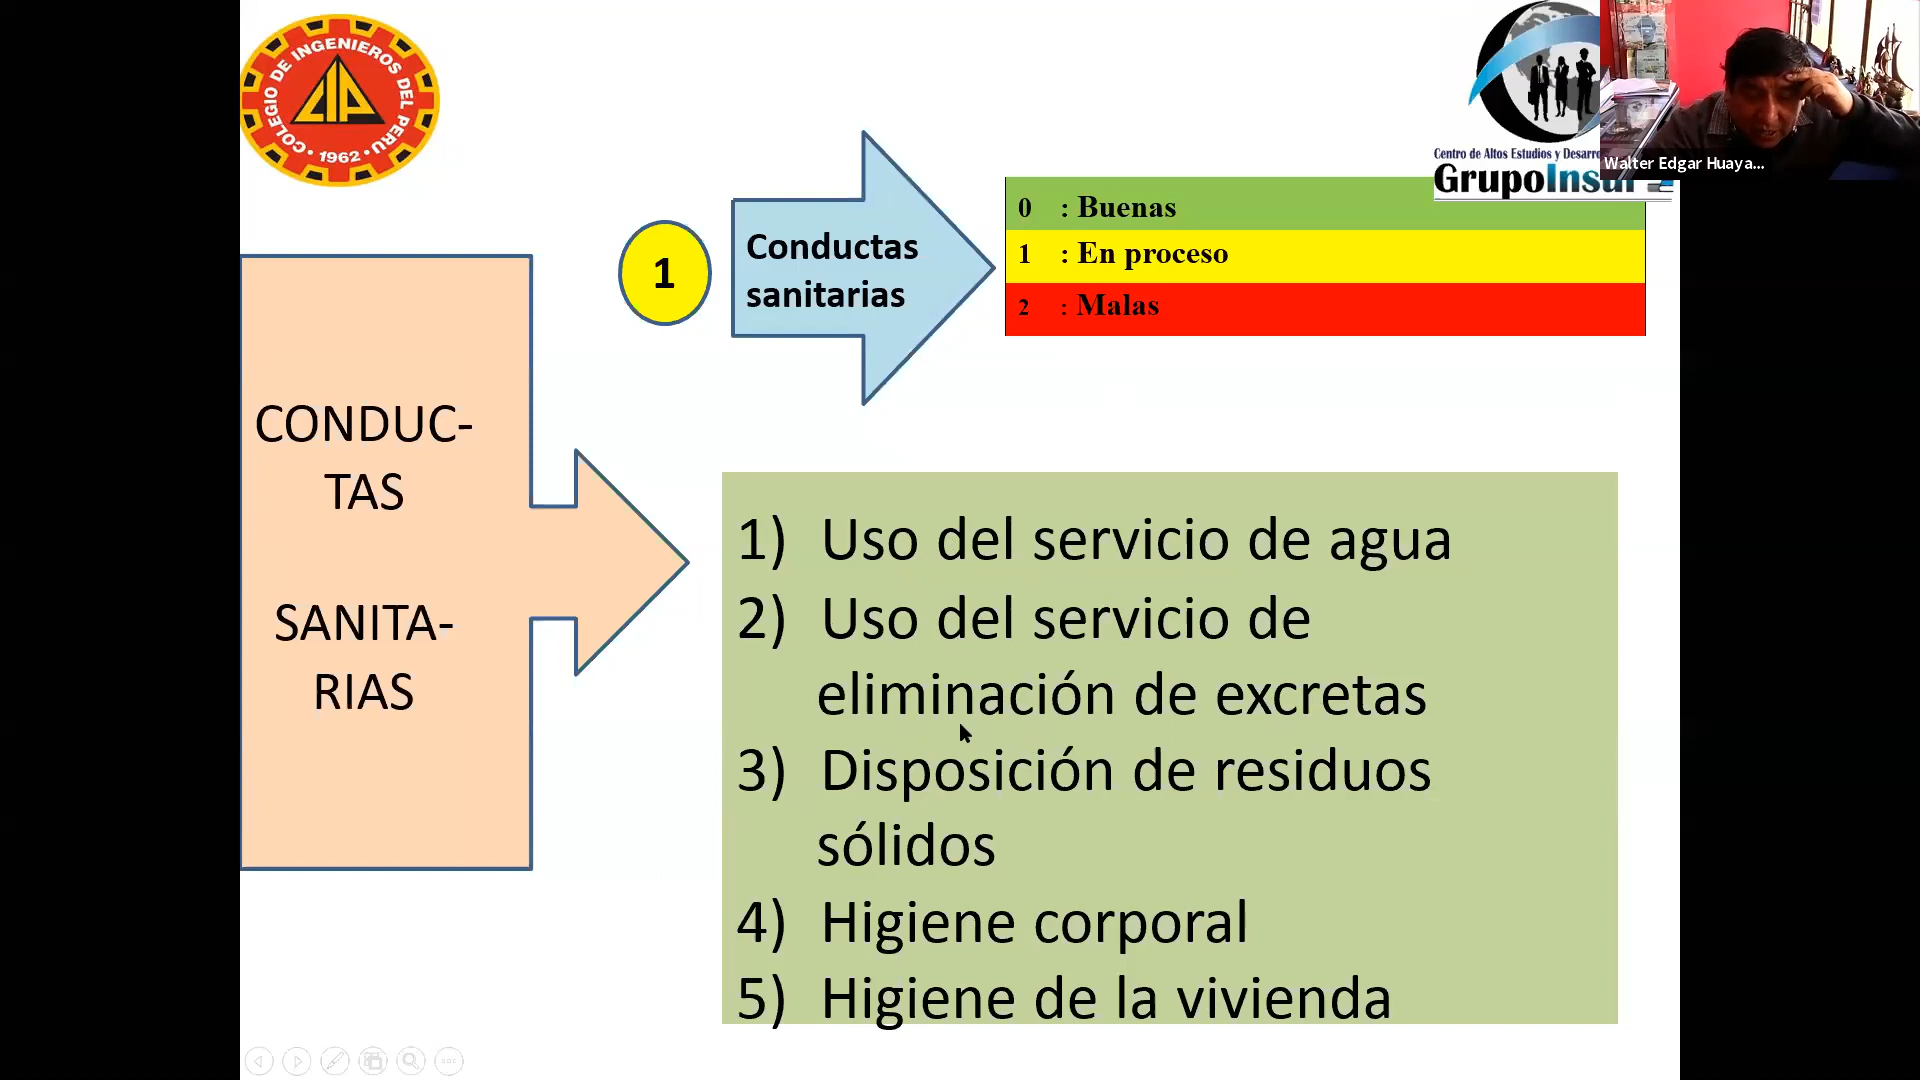 COLEGIO DE INGENIEROS DEL PERU
CIP
• 1962 •
Centro de Altos Estudios y Desarro
GrupoInsur
Walter Edgar Huaya...
1
Conductas
sanitarias
0 : Buenas
1 : En proceso
2 : Malas
CONDUC-
TAS
SANITA-
RIAS
1) Uso del servicio de agua
2) Uso del servicio de
eliminación de excretas
3) Disposición de residuos
sólidos
4) Higiene corporal
5) Higiene de la vivienda